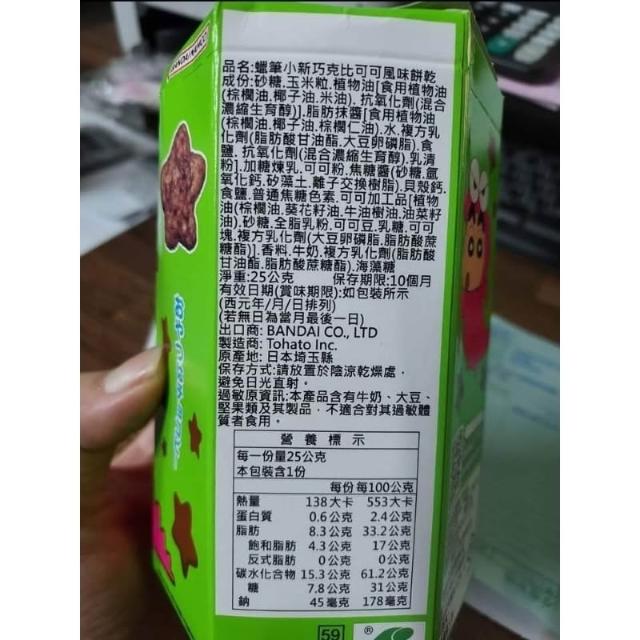 BANDAI CO.
品名:蠟筆小新巧克比可可風味餅乾
成份:砂糖.玉米粒.植物油[食用植物油
(棕櫚油.椰子油.米油).抗氧化劑(混合
濃縮生育醇)].脂肪抹醬[食用植物油
(棕櫚油.椰子油.棕櫚仁油).水.複方乳
化劑(脂肪酸甘油酯.大豆卵磷脂).食
鹽.抗氧化劑(混合濃縮生育醇).乳清
粉].加糖煉乳.可可粉.焦糖醬(砂糖.氫
氧化鈣.矽藻土.離子交換樹脂).貝殼鈣.
食鹽.普通焦糖色素.可可加工品[植物
油(棕櫚油.葵花籽油.牛油樹油.油菜籽
油).砂糖.全脂乳粉.可可豆.乳糖.可可
塊.複方乳化劑(大豆卵磷脂.脂肪酸蔗
糖酯)].香料.牛奶.複方乳化劑(脂肪酸
甘油酯.脂肪酸蔗糖酯).海藻糖
淨重:25公克 保存期限:10個月
有效日期(賞味期限):如包裝所示
(西元年/月/日排列)
(若無日為當月最後一日)
出口商: BANDAI CO., LTD
製造商: Tohato Inc.
原產地: 日本埼玉縣
保存方式:請放置於陰涼乾燥處，
避免日光直射。
過敏原資訊:本產品含有牛奶、大豆、
堅果類及其製品，不適合對其過敏體
質者食用。
營養標示
每一份量25公克
本包裝含1份
每份 每100公克
熱量 138大卡 553大卡
蛋白質 0.6公克 2.4公克
脂肪 8.3公克 33.2公克
飽和脂肪 4.3公克 17公克
反式脂肪 0公克 0公克
碳水化合物 15.3公克 61.2公克
糖 7.8公克 31公克
鈉 45毫克 178毫克
59
®